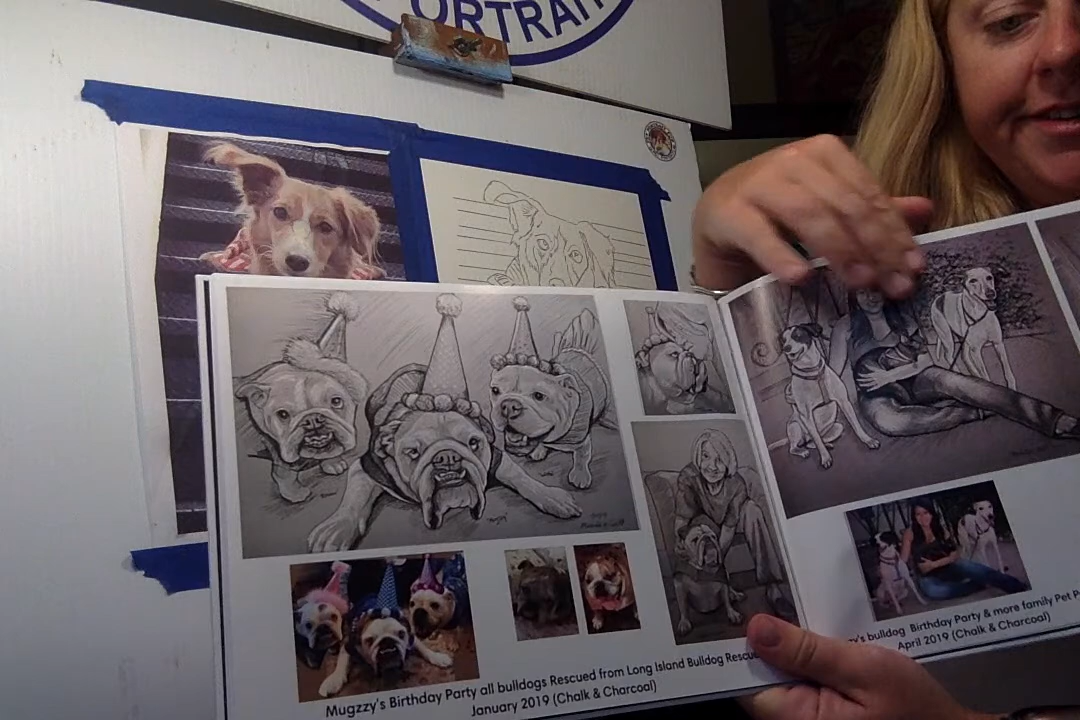 PORTRAIT
Mugzzy's Birthday Party all bulldogs Rescued from Long Island Bulldog Rescue
January 2019 (Chalk & Charcoal)
bulldog Birthday Party & more family Pet
April 2019 (Chalk & Charcoal)